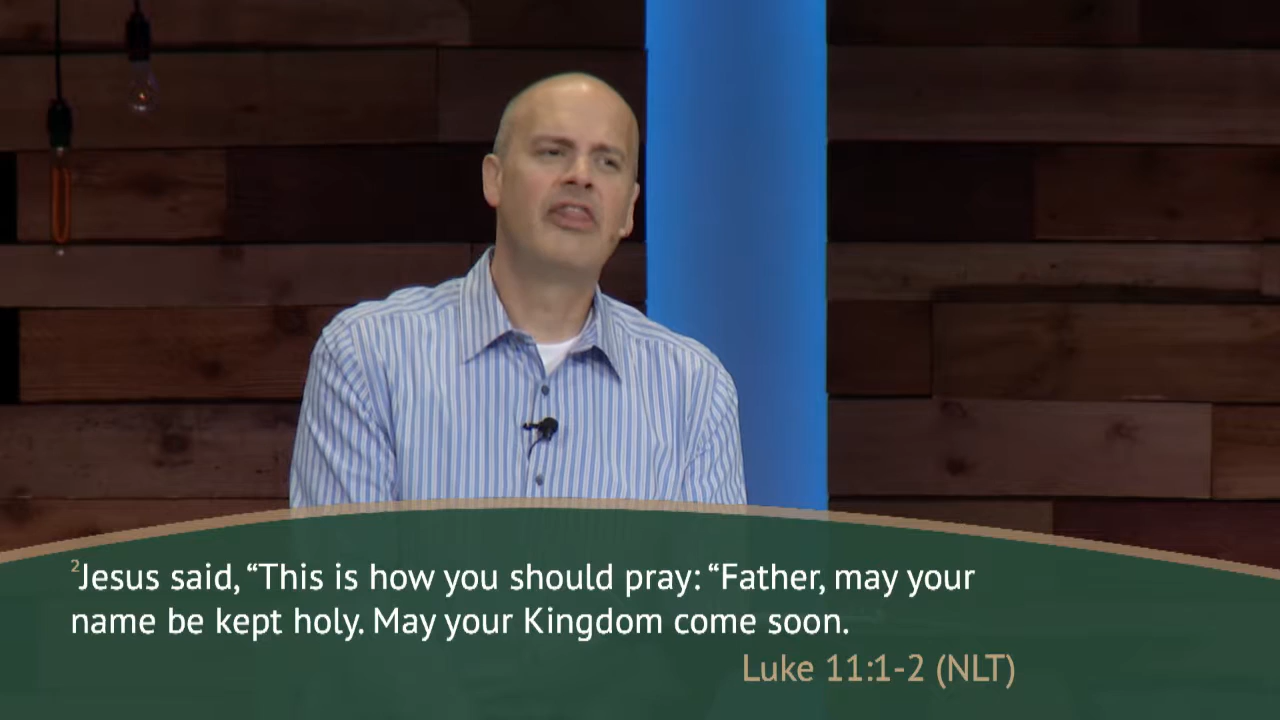 ²Jesus said, “This is how you should pray: “Father, may your
name be kept holy. May your Kingdom come soon.
Luke 11:1-2 (NLT)